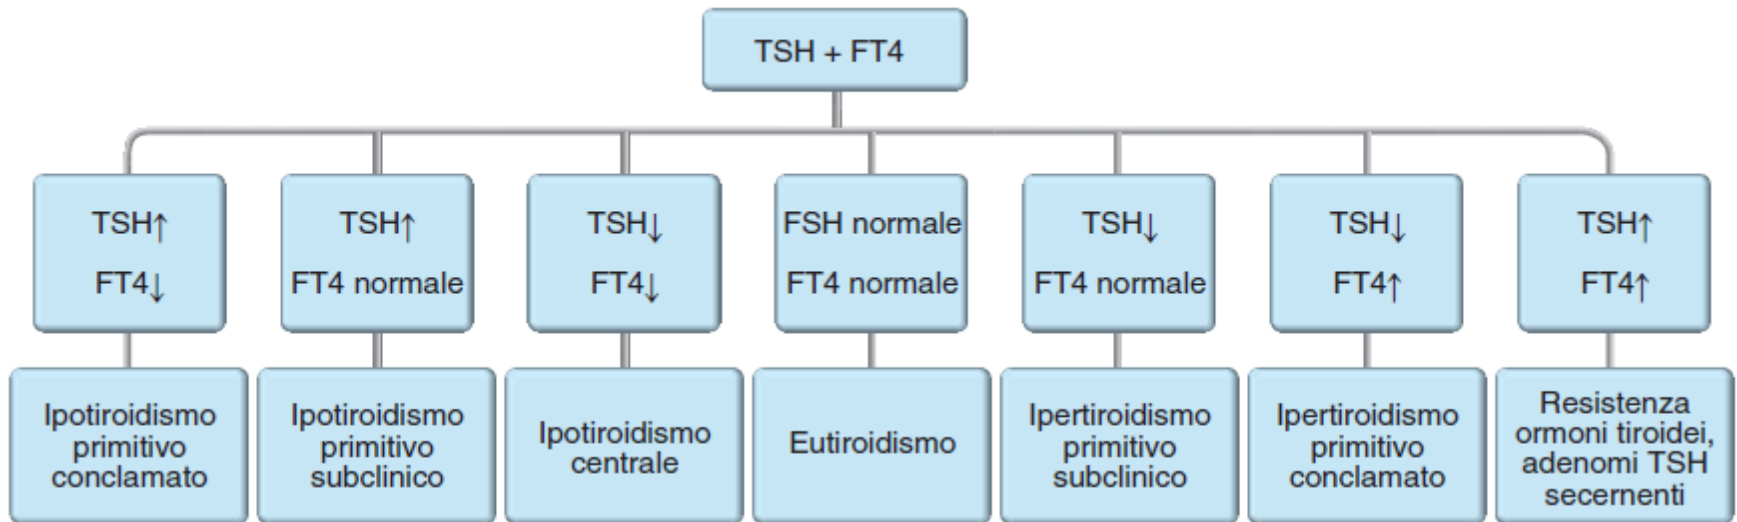 TSH + FT4
TSH↑
FT4↓
TSH↑
FT4 normale
TSH↓
FT4↓
FSH normale
FT4 normale
TSH↓
FT4 normale
TSH↓
FT4↑
TSH↑
FT4↑
Ipotiroidismo
primitivo
conclamato
Ipotiroidismo
primitivo
subclinico
Ipotiroidismo
centrale
Eutiroidismo
Ipertiroidismo
primitivo
subclinico
Ipertiroidismo
primitivo
conclamato
Resistenza
ormoni tiroidei,
adenomi TSH
secernenti